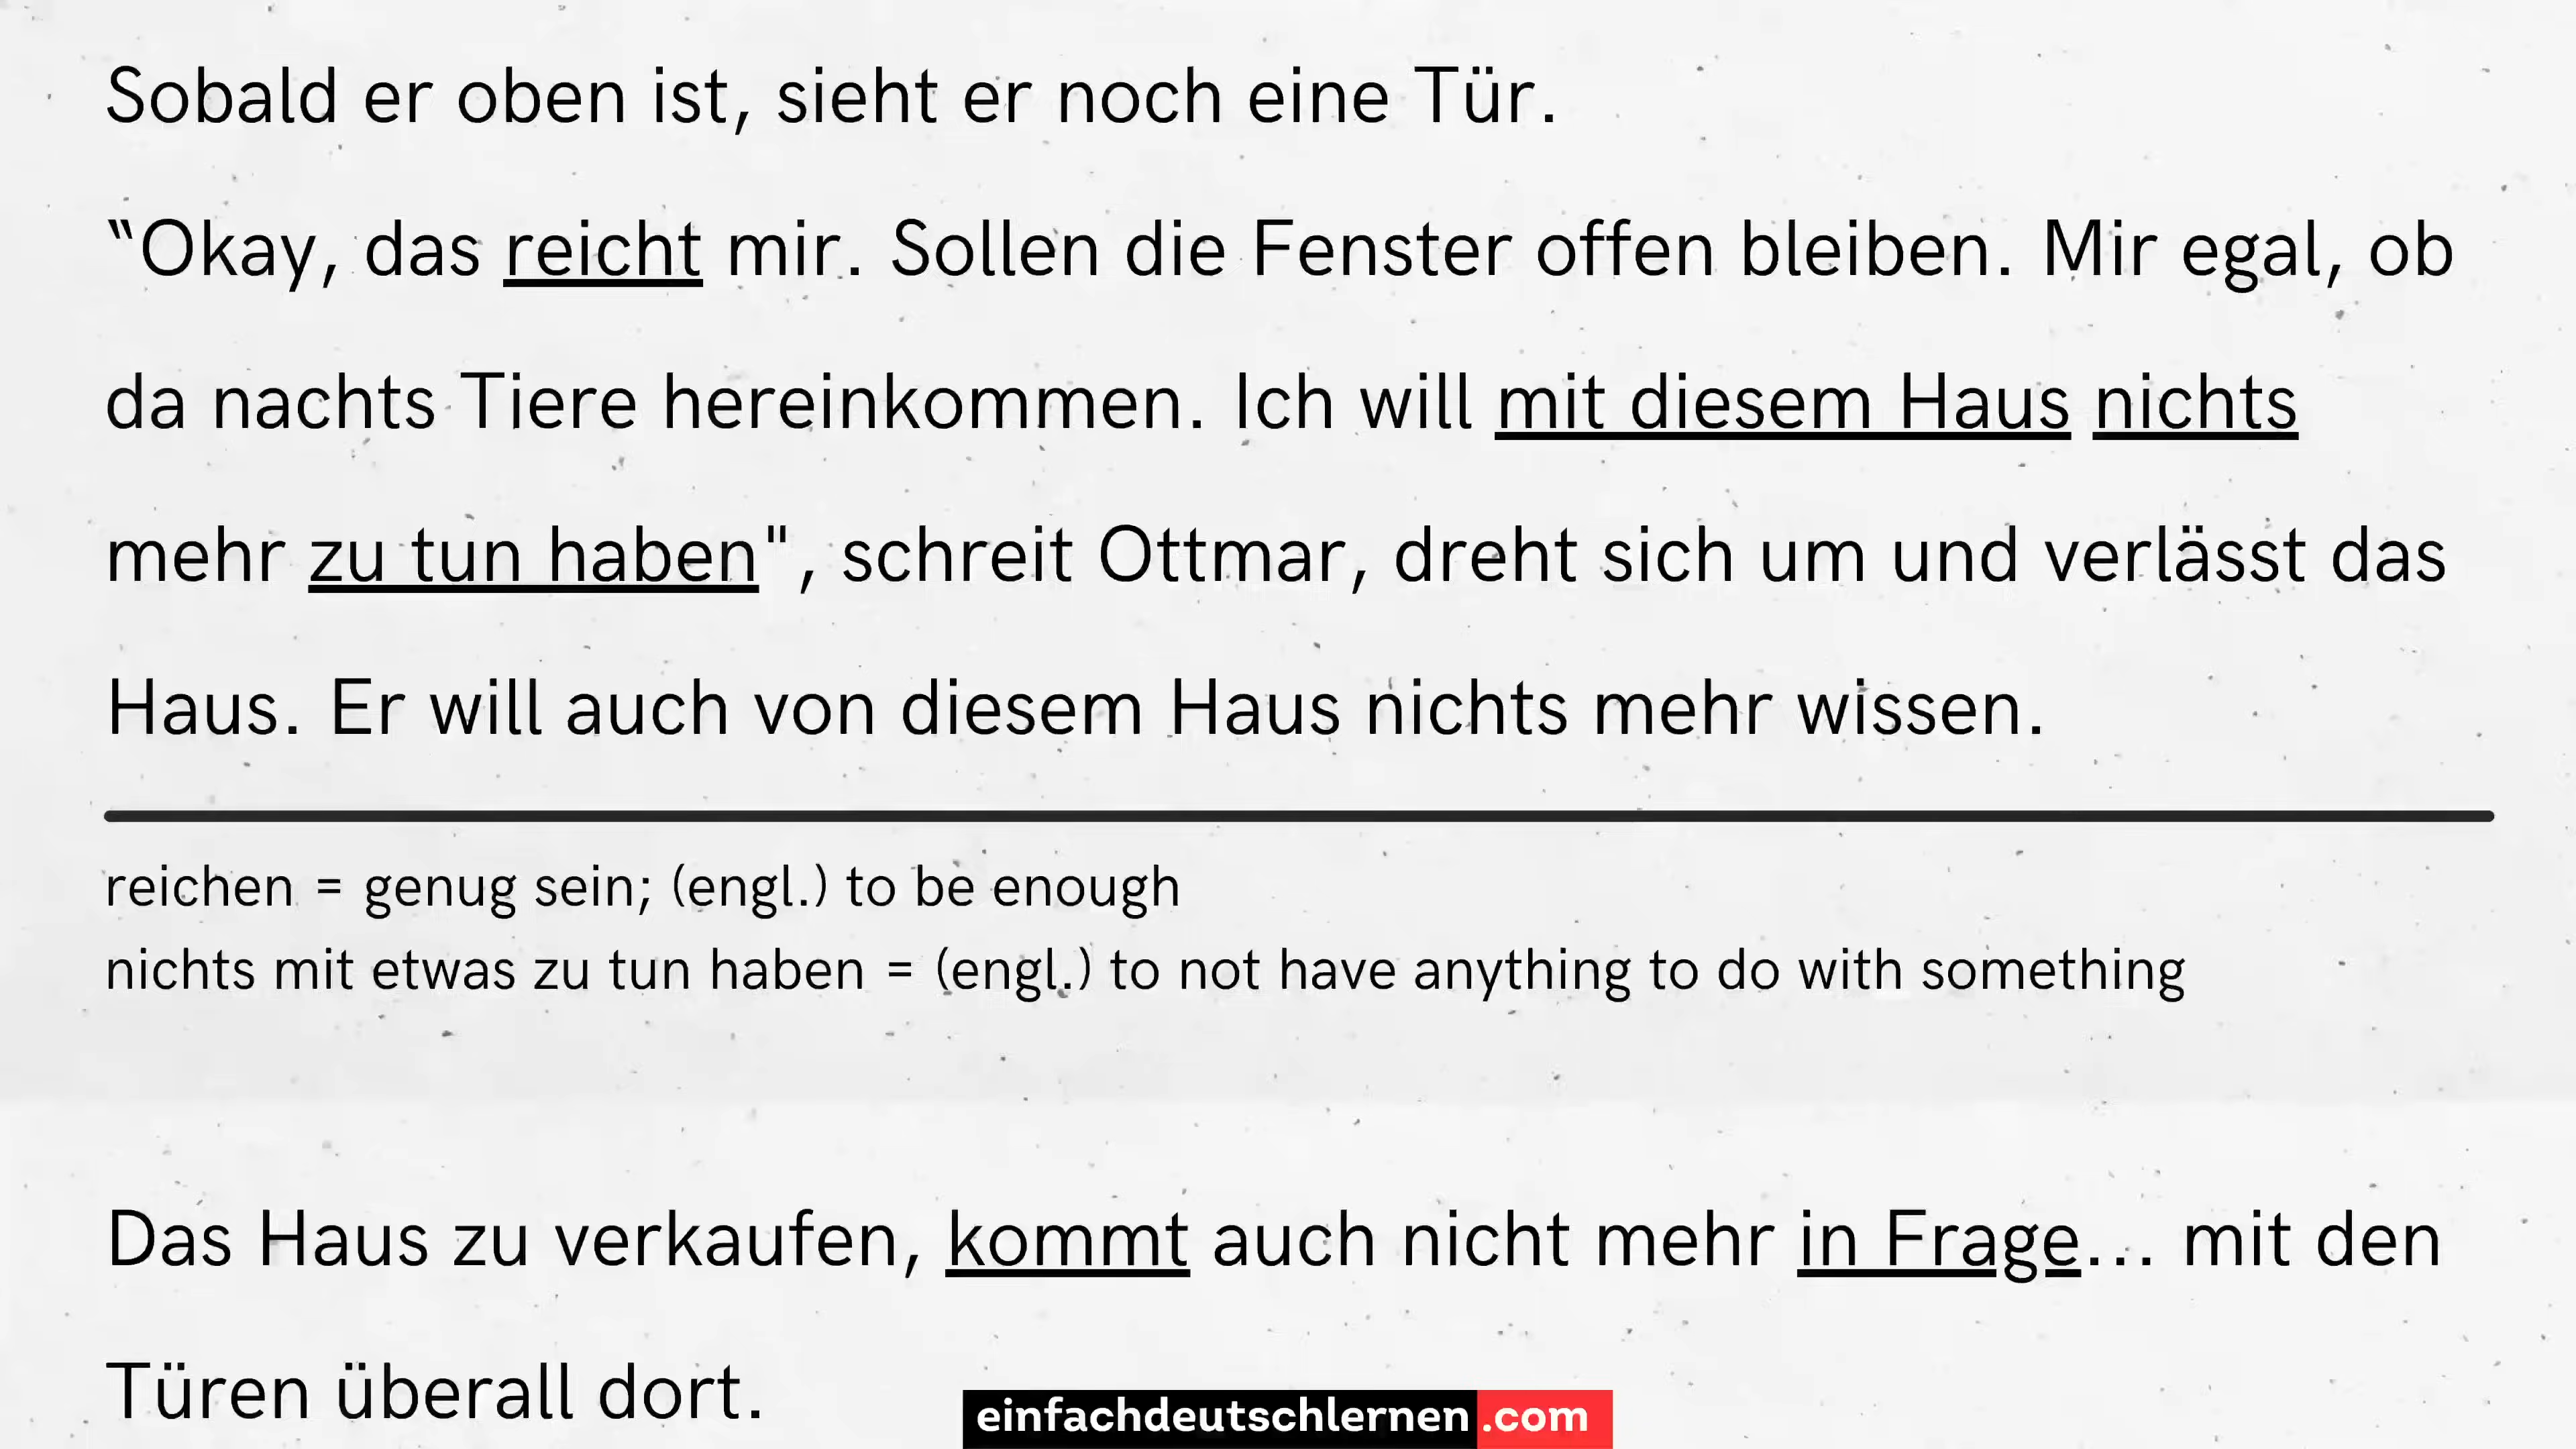 Sobald er oben ist, sieht er noch eine Tür.
“Okay, das reicht mir. Sollen die Fenster offen bleiben. Mir egal, ob
da nachts Tiere hereinkommen. Ich will mit diesem Haus nichts
mehr zu tun haben", schreit Ottmar, dreht sich um und verlässt das
Haus. Er will auch von diesem Haus nichts mehr wissen.
reichen = genug sein; (engl.) to be enough
nichts mit etwas zu tun haben = (engl.) to not have anything to do with something
Das Haus zu verkaufen, kommt auch nicht mehr in Frage... mit den
Türen überall dort.
einfachdeutschlernen.com